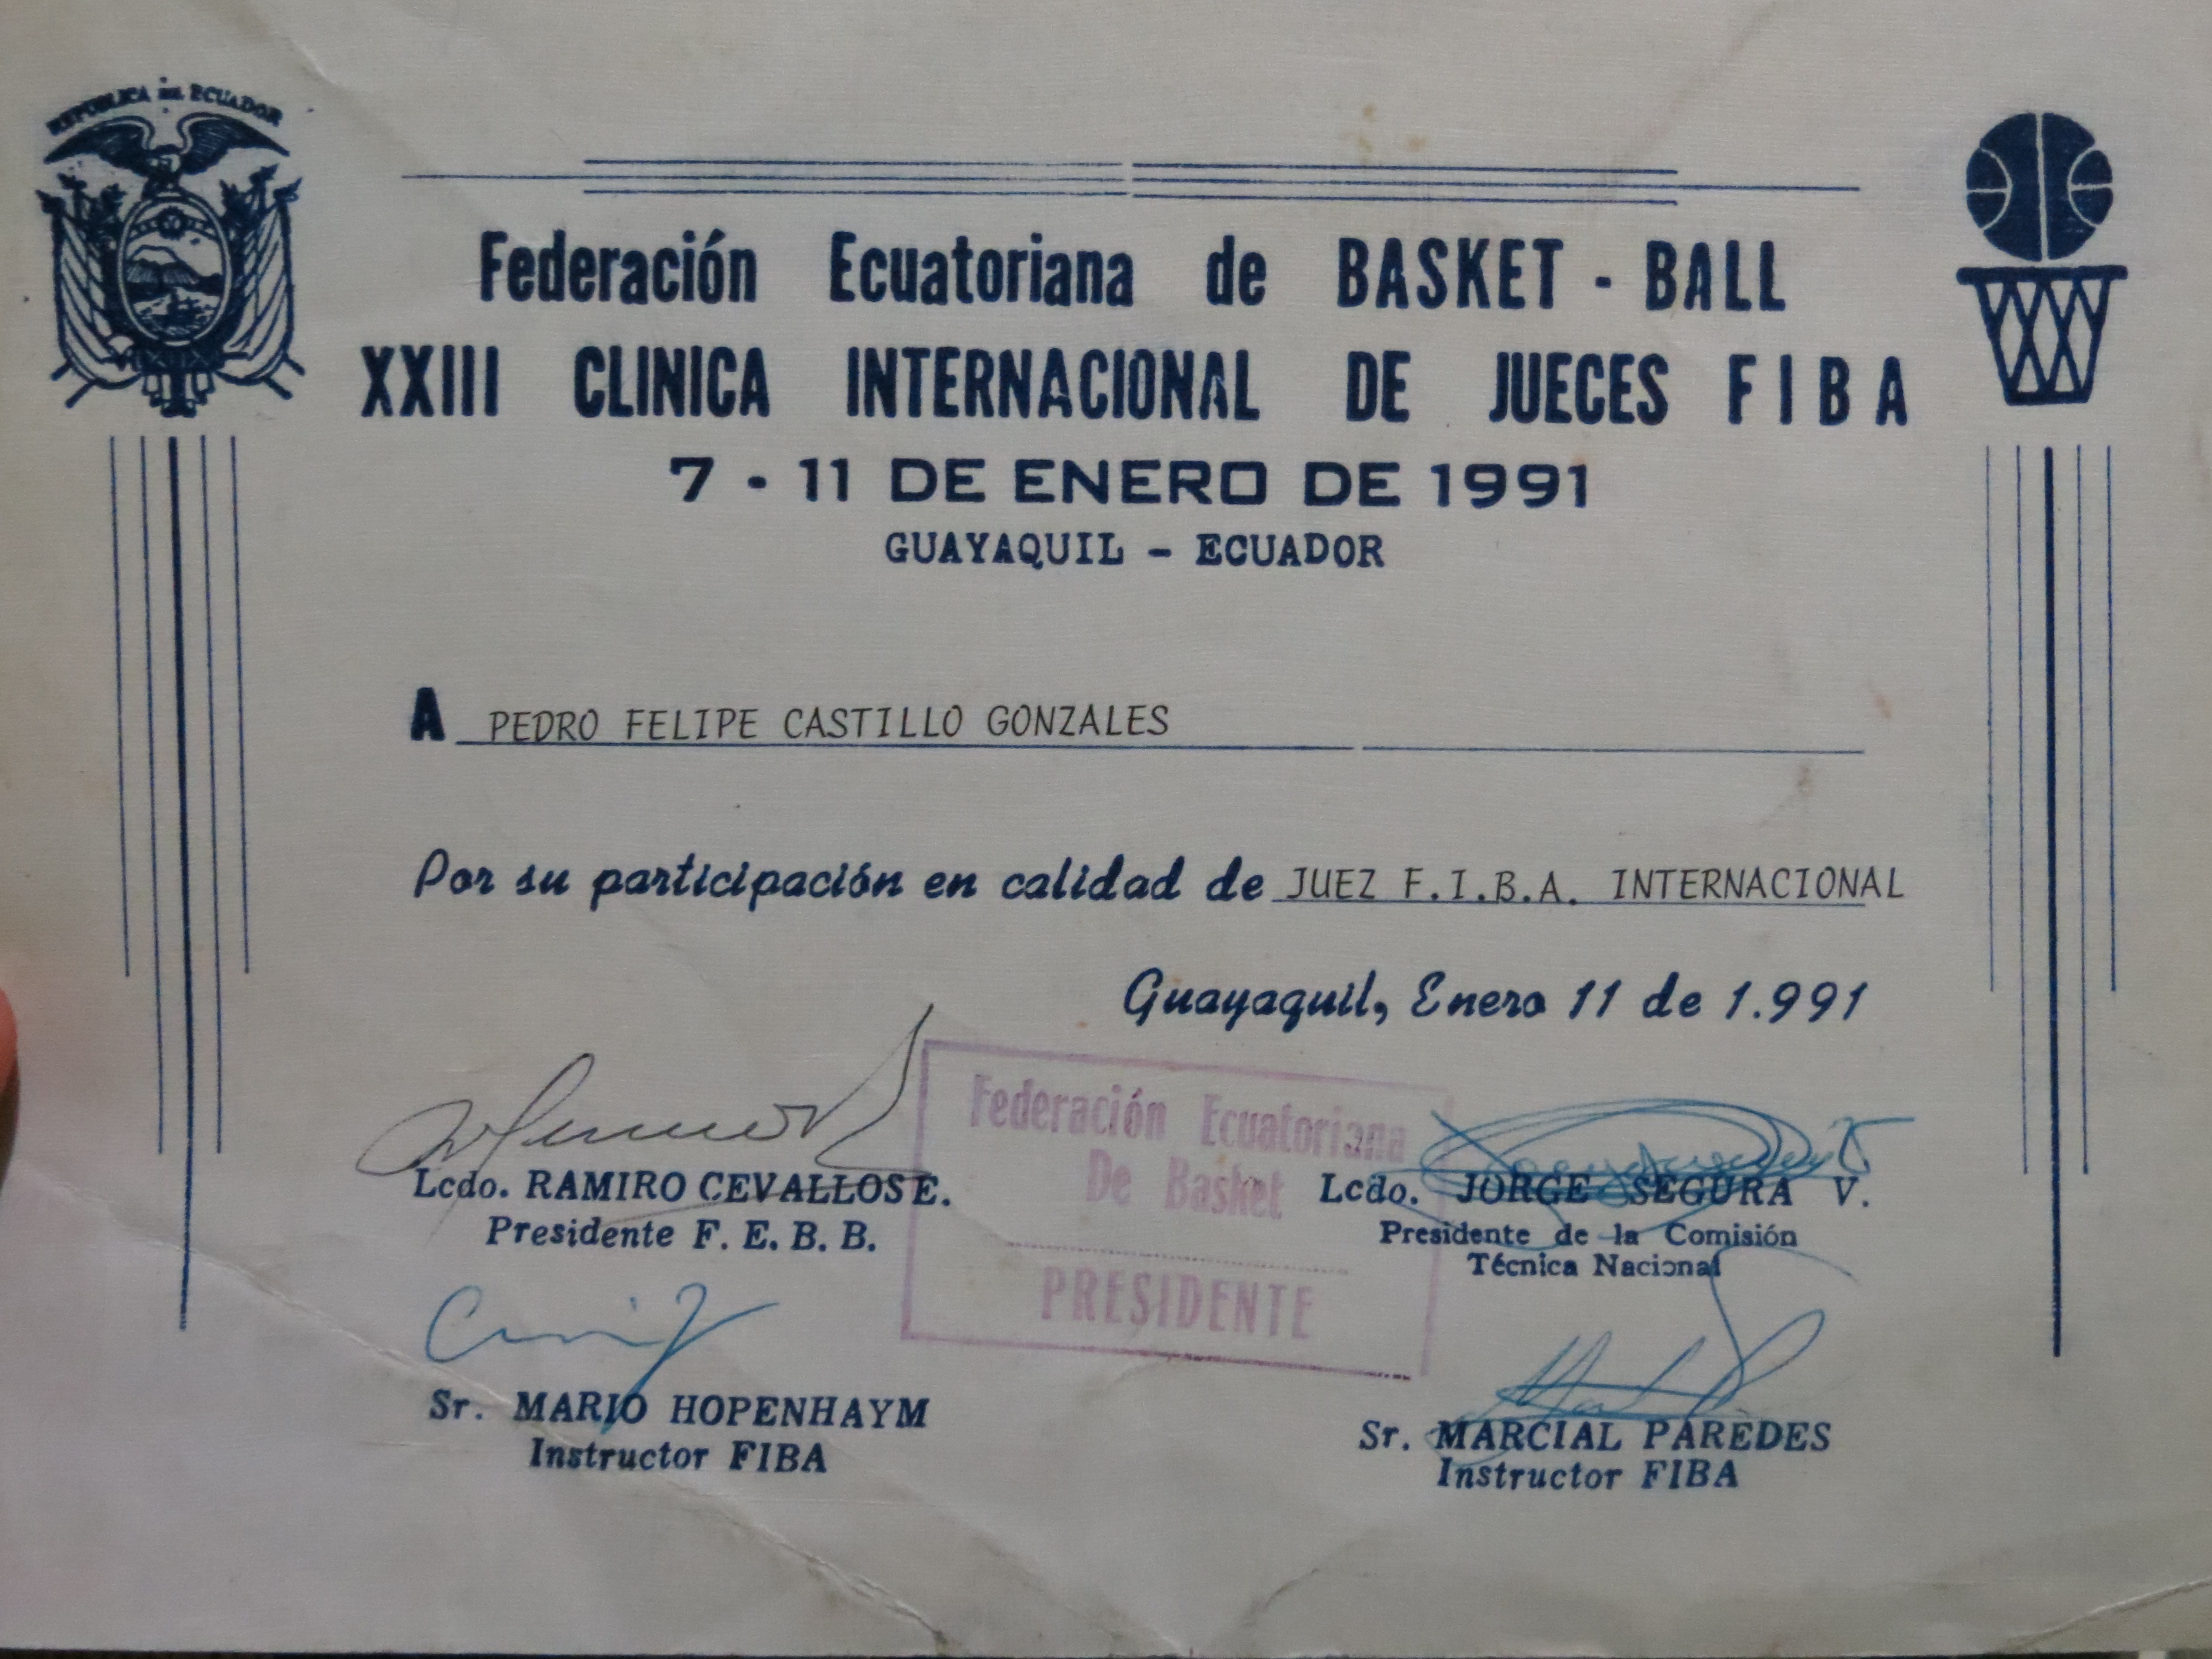 REPUBLICA DEL ECUADOR
Federación Ecuatoriana de BASKET - BALL
XXIII CLINICA INTERNACIONAL DE JUECES FIBA
7 - 11 DE ENERO DE 1991
GUAYAQUIL - ECUADOR
A PEDRO FELIPE CASTILLO GONZALES
Por su participación en calidad de JUEZ F.I.B.A. INTERNACIONAL
Guayaquil, Enero 11 de 1.991
Federación Ecuatoriana
De Basket
PRESIDENTE
Lcdo. RAMIRO CEVALLOS E.
Presidente F. E. B. B.
Lcdo. JORGE SEGURA V.
Presidente de la Comisión
Técnica Nacional
Sr. MARIO HOPENHAYM
Instructor FIBA
Sr. MARCIAL PAREDES
Instructor FIBA